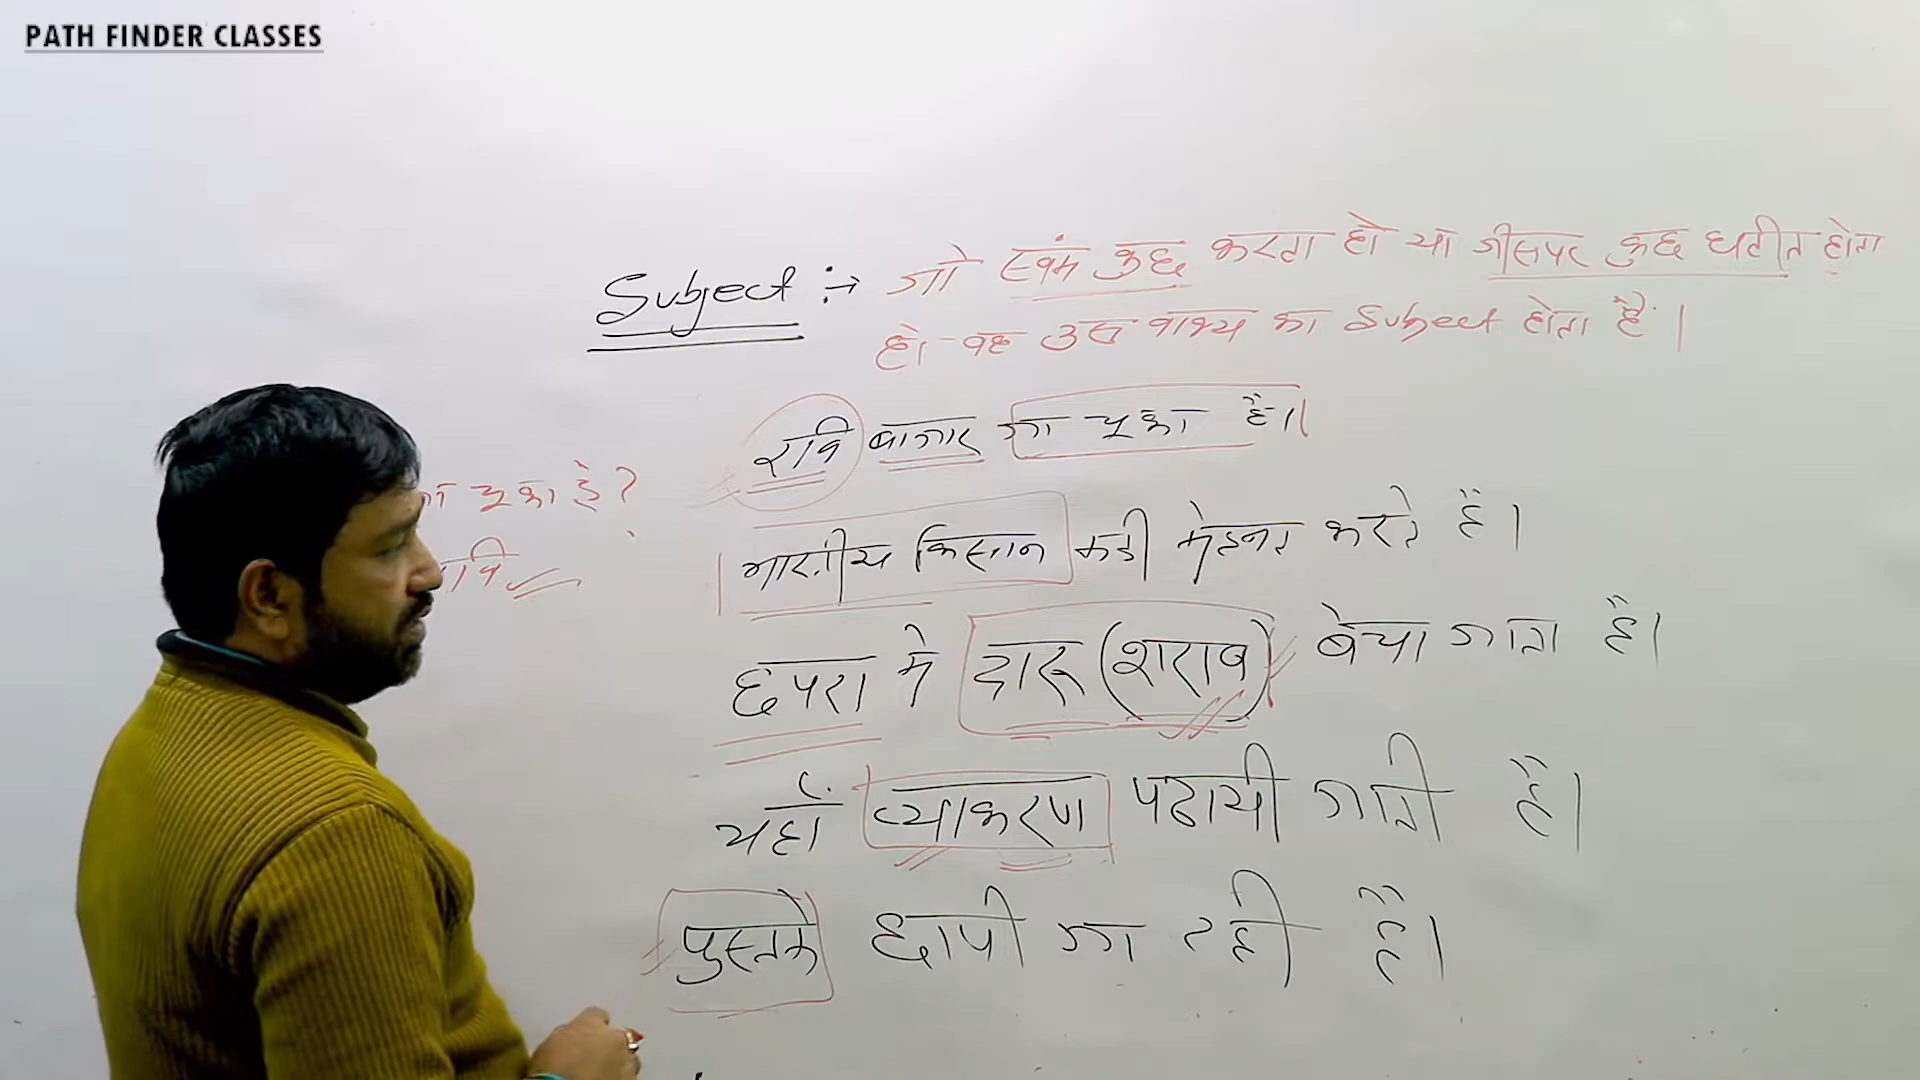 PATH FINDER CLASSES
Subject :→ जो स्वंम कुछ करता हो या जीसपर कुछ घटीत होता
हो वह उस वाक्य का Subject होता है।
रवि बाजार जा चूका है।
जा चूका है?
भारतीय किसान कडी मेहनत करते है।
रवि
छपरा मे दारू (शराब) बेचा जाता है।
यहाँ व्याकरण पढायी जाती है।
पुस्तके छापी जा रही है।